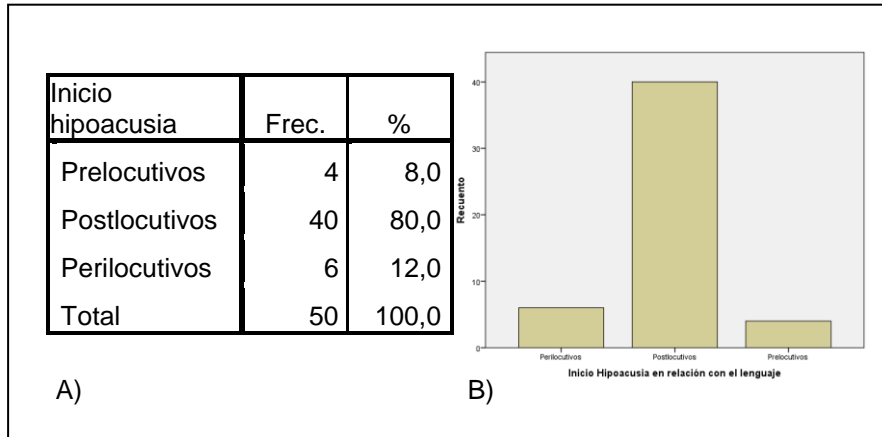 Inicio
hipoacusia Frec. %
Prelocutivos 4 8,0
Postlocutivos 40 80,0
Perilocutivos 6 12,0
Total 50 100,0
A)
40
30
20
10
0
Recuento
Perilocutivos Postlocutivos Prelocutivos
Inicio Hipoacusia en relación con el lenguaje
B)